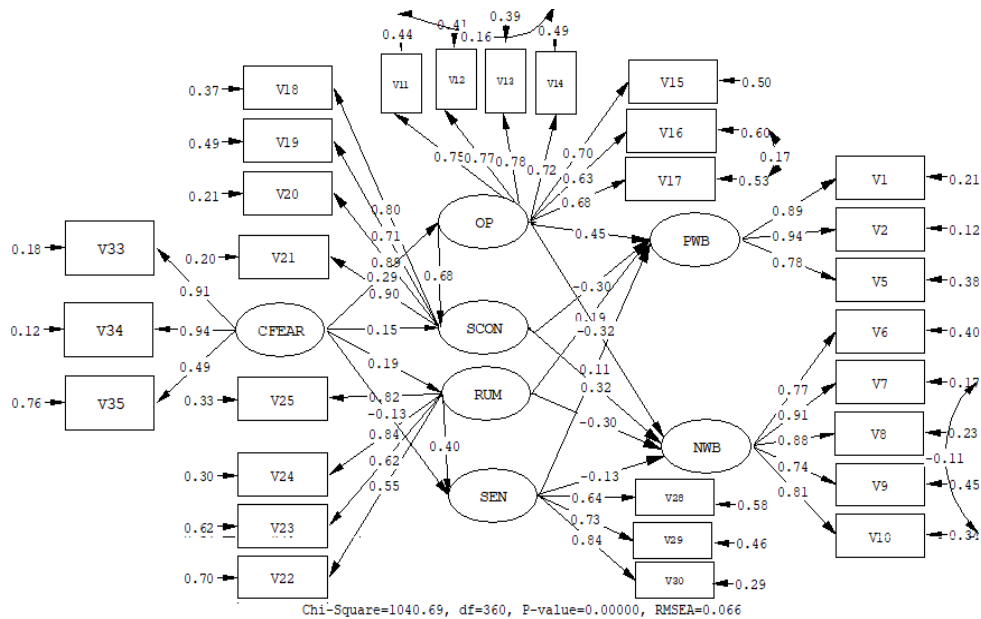 0.39
0.44
0.41
0.16
0.49
V11
V12
V13
V14
0.37
V18
V15
0.50
0.49
V19
V16
0.60
0.17
0.75
0.77
0.78
0.72
0.70
0.63
0.68
V17
0.53
0.21
V20
V1
0.21
0.80
0.71
0.89
0.29
0.90
OP
0.45
PWB
0.89
0.94
0.78
V2
0.12
0.18
V33
0.20
V21
0.68
V5
0.38
0.91
-0.30
0.19
-0.32
0.12
V34
0.94
CFEAR
0.15
SCON
V6
0.40
0.49
0.19
0.11
0.32
0.77
V7
0.17
0.76
V35
0.33
V25
0.82
RUM
-0.13
0.91
0.84
0.62
0.55
0.40
-0.30
NWB
0.88
V8
0.23
0.74
-0.11
0.30
V24
-0.13
0.81
V9
0.45
SEN
0.64
V28
0.58
0.62
V23
0.73
V10
0.34
0.84
V29
0.46
0.70
V22
V30
0.29
Chi-Square=1040.69, df=360, P-value=0.00000, RMSEA=0.066